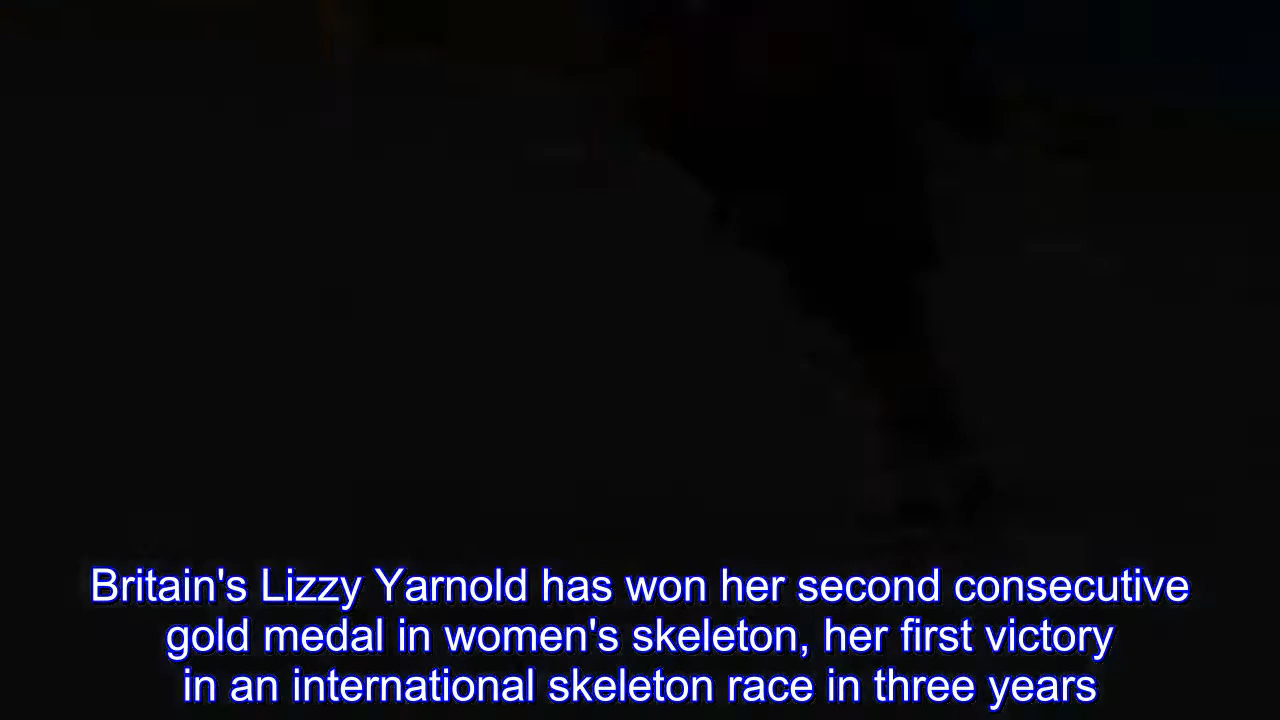 Britain's Lizzy Yarnold has won her second consecutive
gold medal in women's skeleton, her first victory
in an international skeleton race in three years